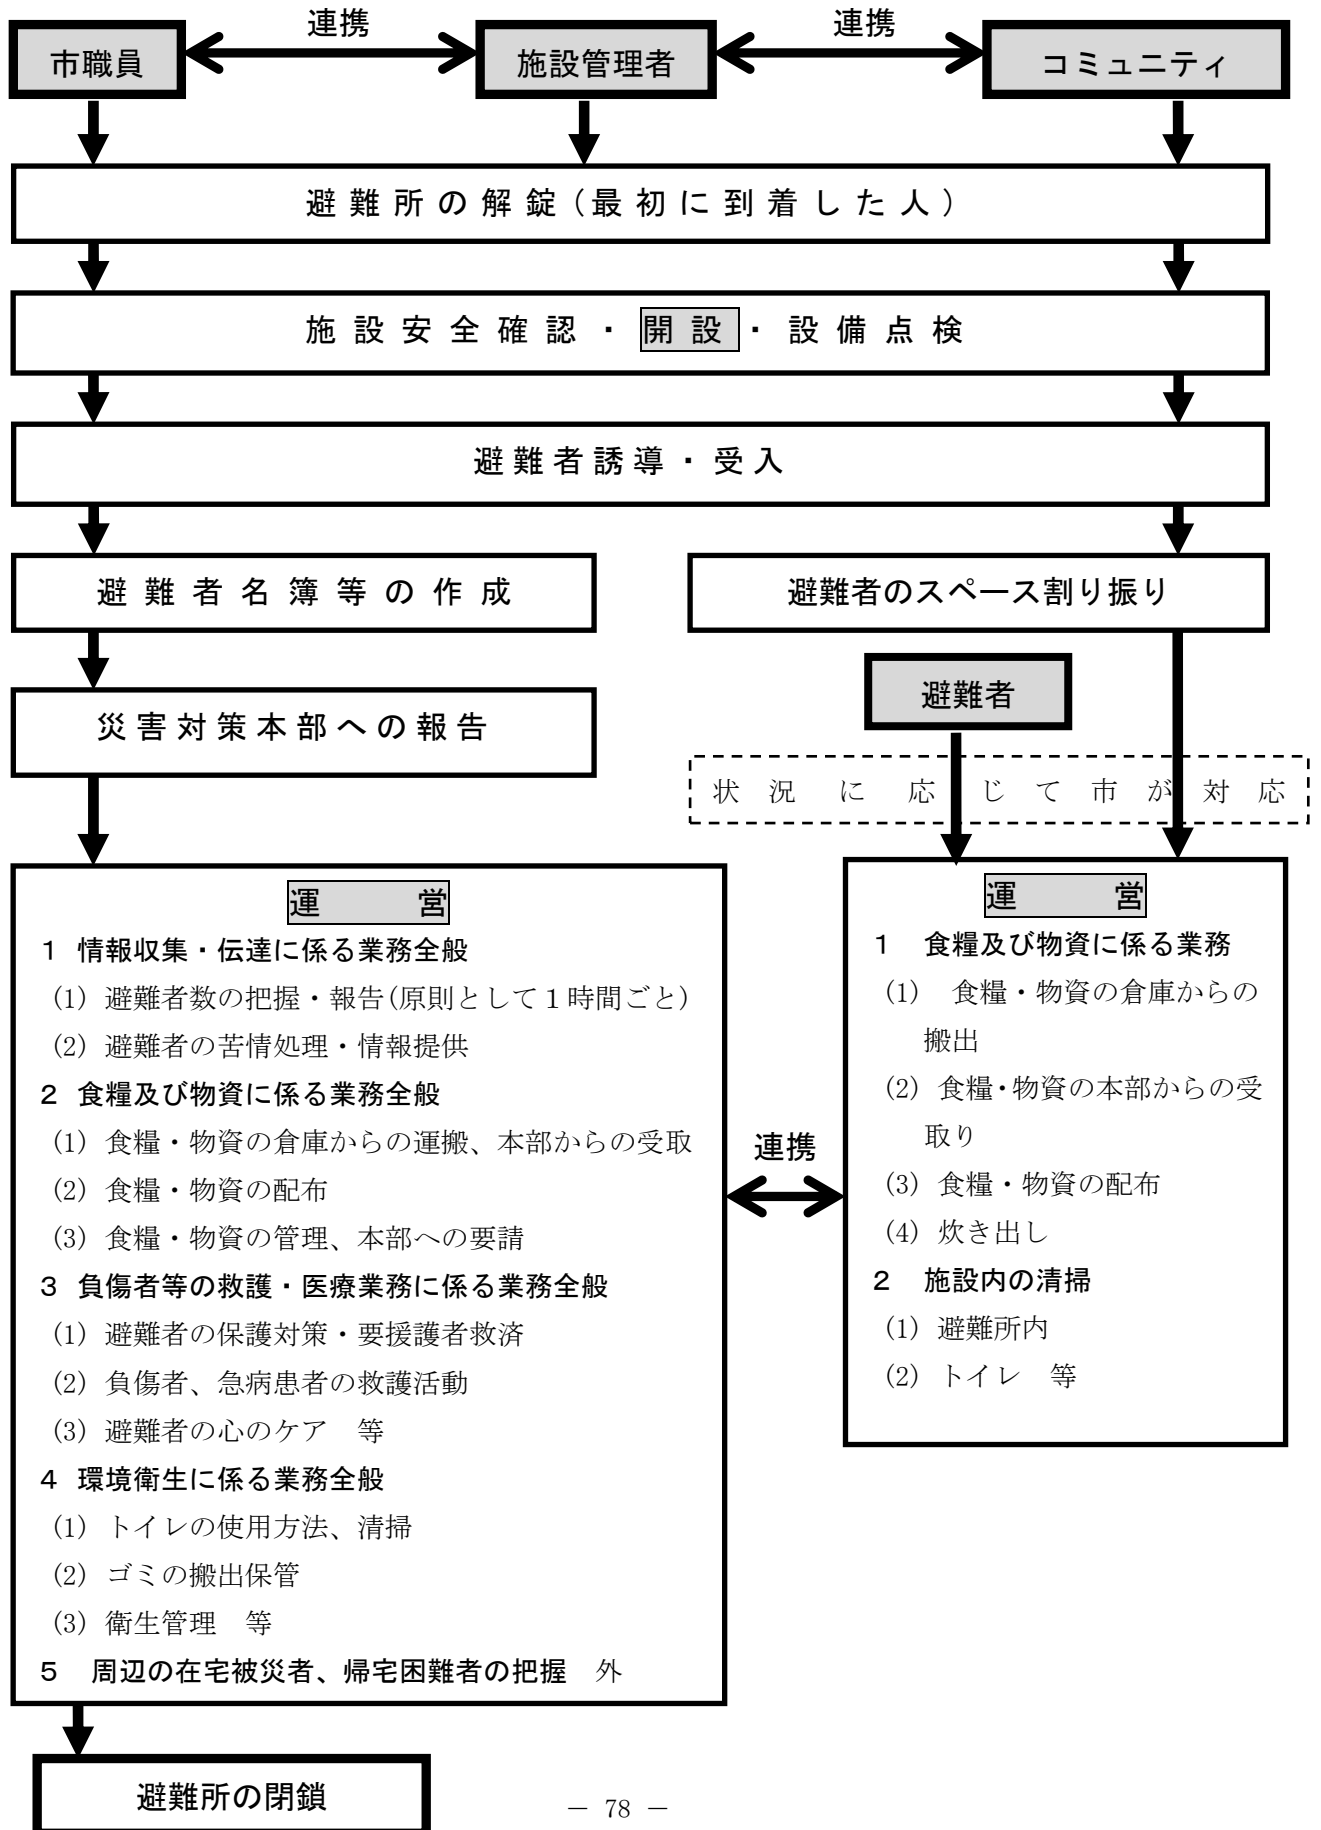 連携 連携
市職員 施設管理者 コミュニティ
避難所の解錠(最初に到着した人)
施設安全確認・開設・設備点検
避難者誘導・受入
避難者名簿等の作成
避難者のスペース割り振り
避難者
災害対策本部への報告
状況に応じて市が対応
運 営
1 情報収集・伝達に係る業務全般
(1) 避難者数の把握・報告(原則として１時間ごと)
(2) 避難者の苦情処理・情報提供
2 食糧及び物資に係る業務全般
(1) 食糧・物資の倉庫からの運搬、本部からの受取
(2) 食糧・物資の配布
(3) 食糧・物資の管理、本部への要請
3 負傷者等の救護・医療業務に係る業務全般
(1) 避難者の保護対策・要援護者救済
(2) 負傷者、急病患者の救護活動
(3) 避難者の心のケア　等
4 環境衛生に係る業務全般
(1) トイレの使用方法、清掃
(2) ゴミの搬出保管
(3) 衛生管理　等
5 周辺の在宅被災者、帰宅困難者の把握　外
連携
運 営
1 食糧及び物資に係る業務
(1) 食糧・物資の倉庫からの
搬出
(2) 食糧・物資の本部からの受
取り
(3) 食糧・物資の配布
(4) 炊き出し
2 施設内の清掃
(1) 避難所内
(2) トイレ　等
避難所の閉鎖
－ 78 －